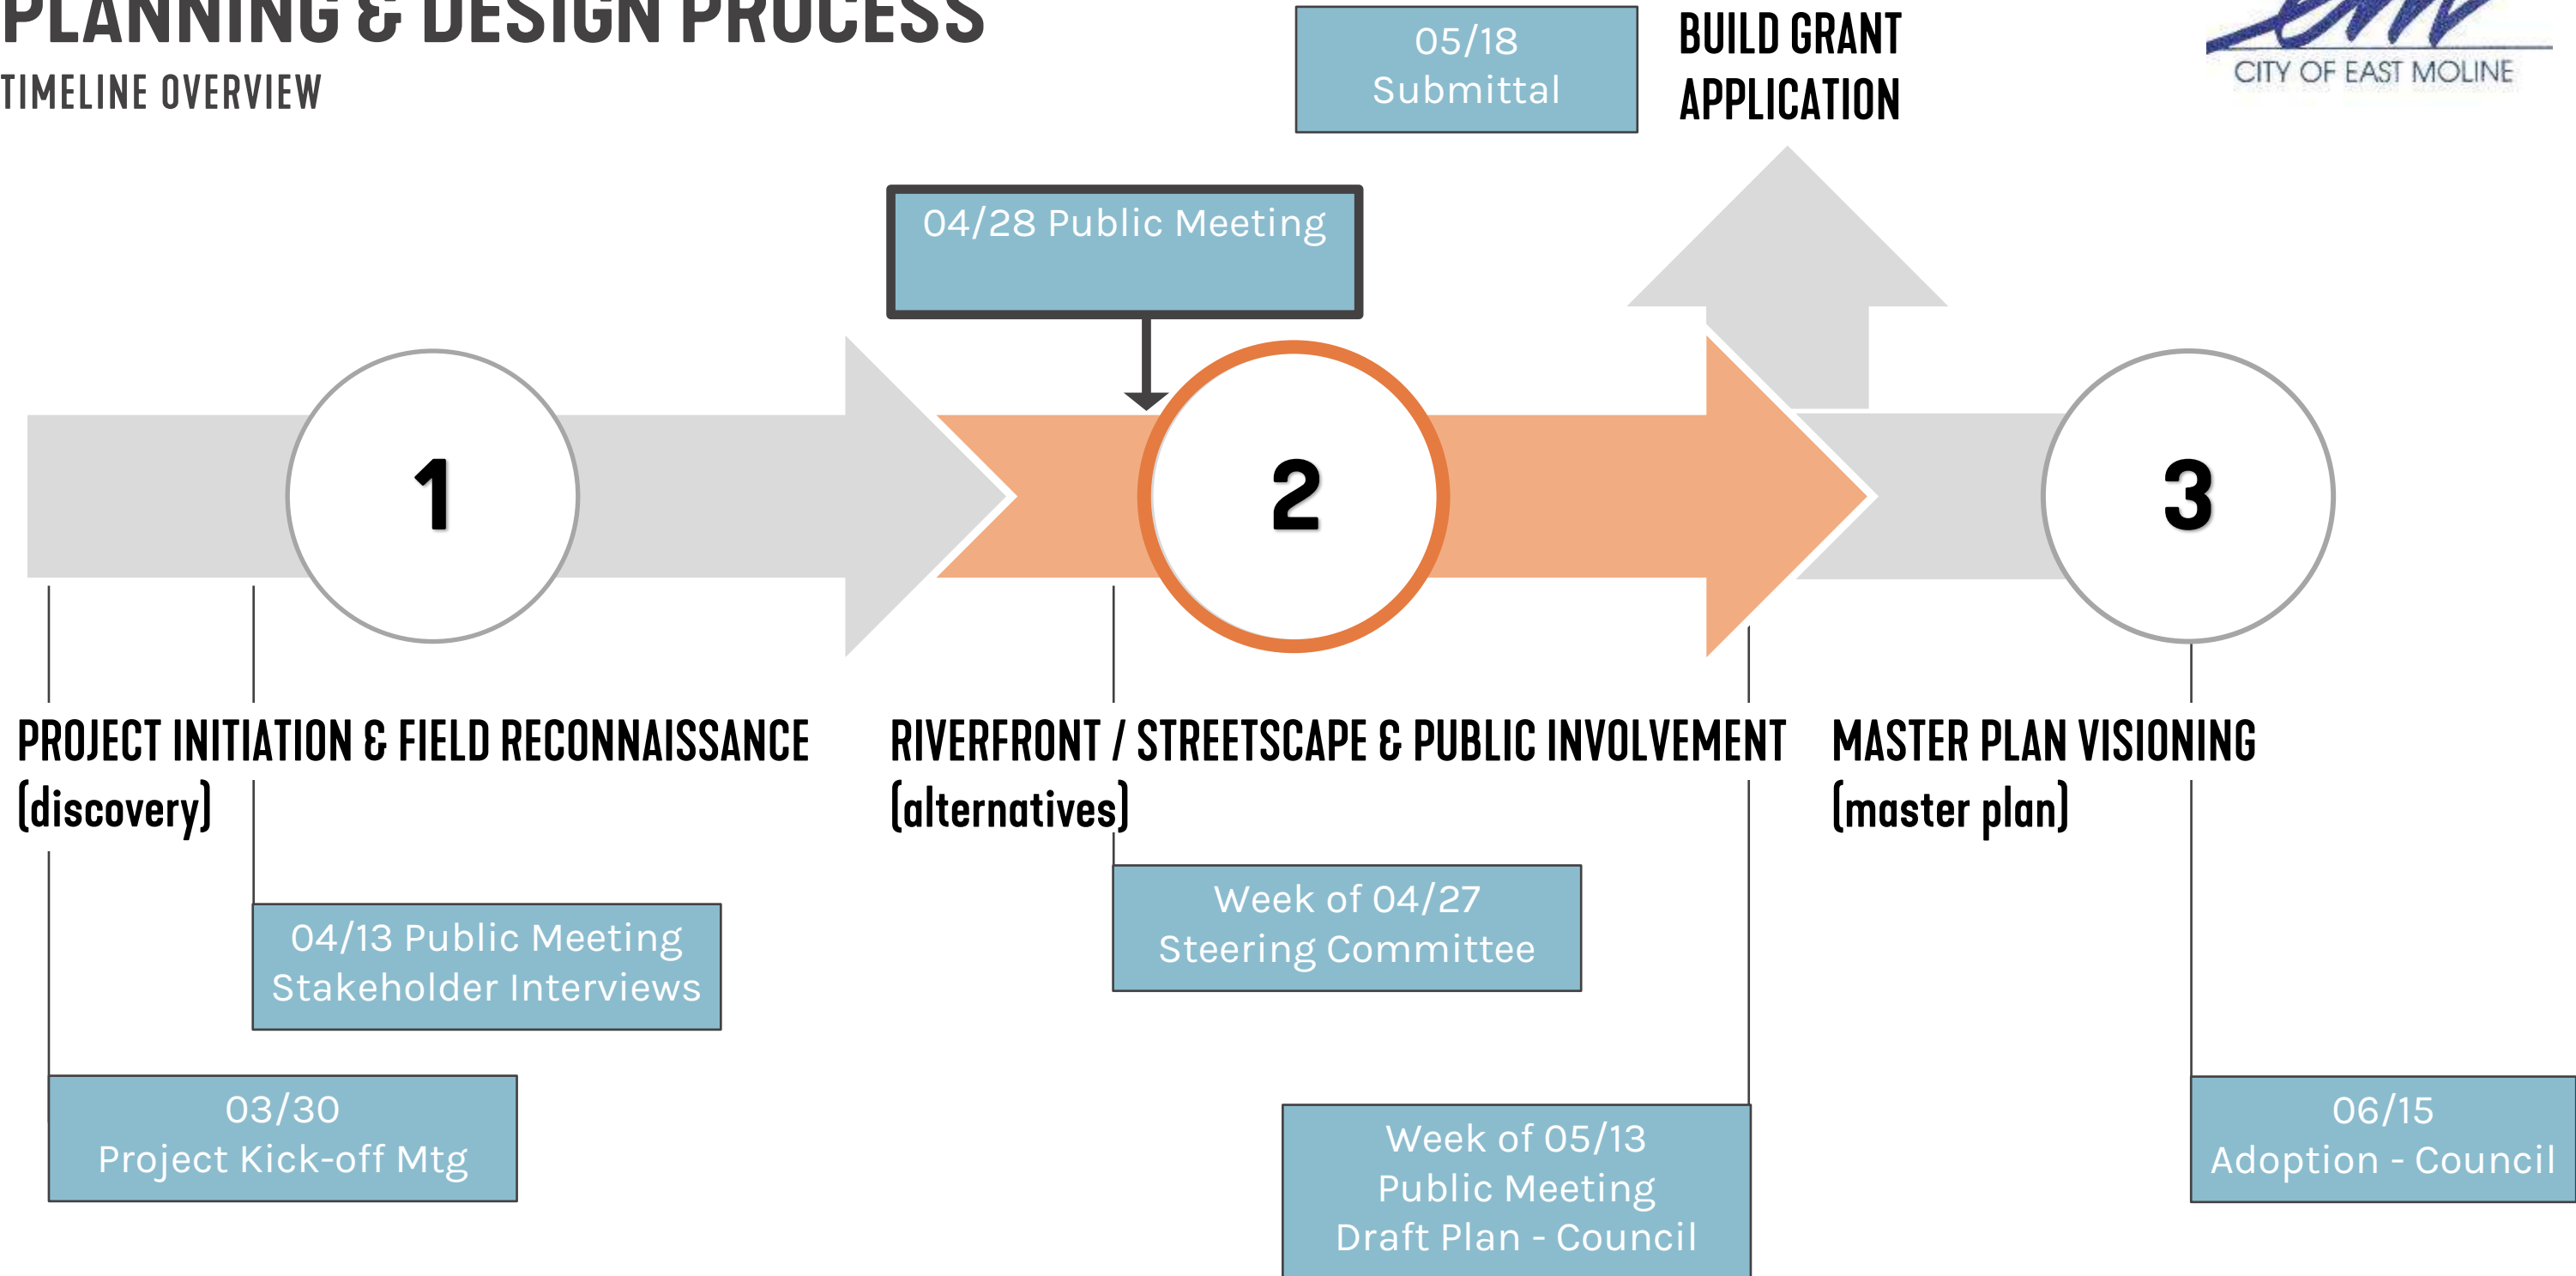 PLANNING & DESIGN PROCESS
TIMELINE OVERVIEW
05/18
Submittal
BUILD GRANT
APPLICATION
em
CITY OF EAST MOLINE
04/28 Public Meeting
1
2
3
PROJECT INITIATION & FIELD RECONNAISSANCE
(discovery)
RIVERFRONT / STREETSCAPE & PUBLIC INVOLVEMENT
(alternatives)
MASTER PLAN VISIONING
(master plan)
04/13 Public Meeting
Stakeholder Interviews
03/30
Project Kick-off Mtg
Week of 04/27
Steering Committee
Week of 05/13
Public Meeting
Draft Plan - Council
06/15
Adoption - Council